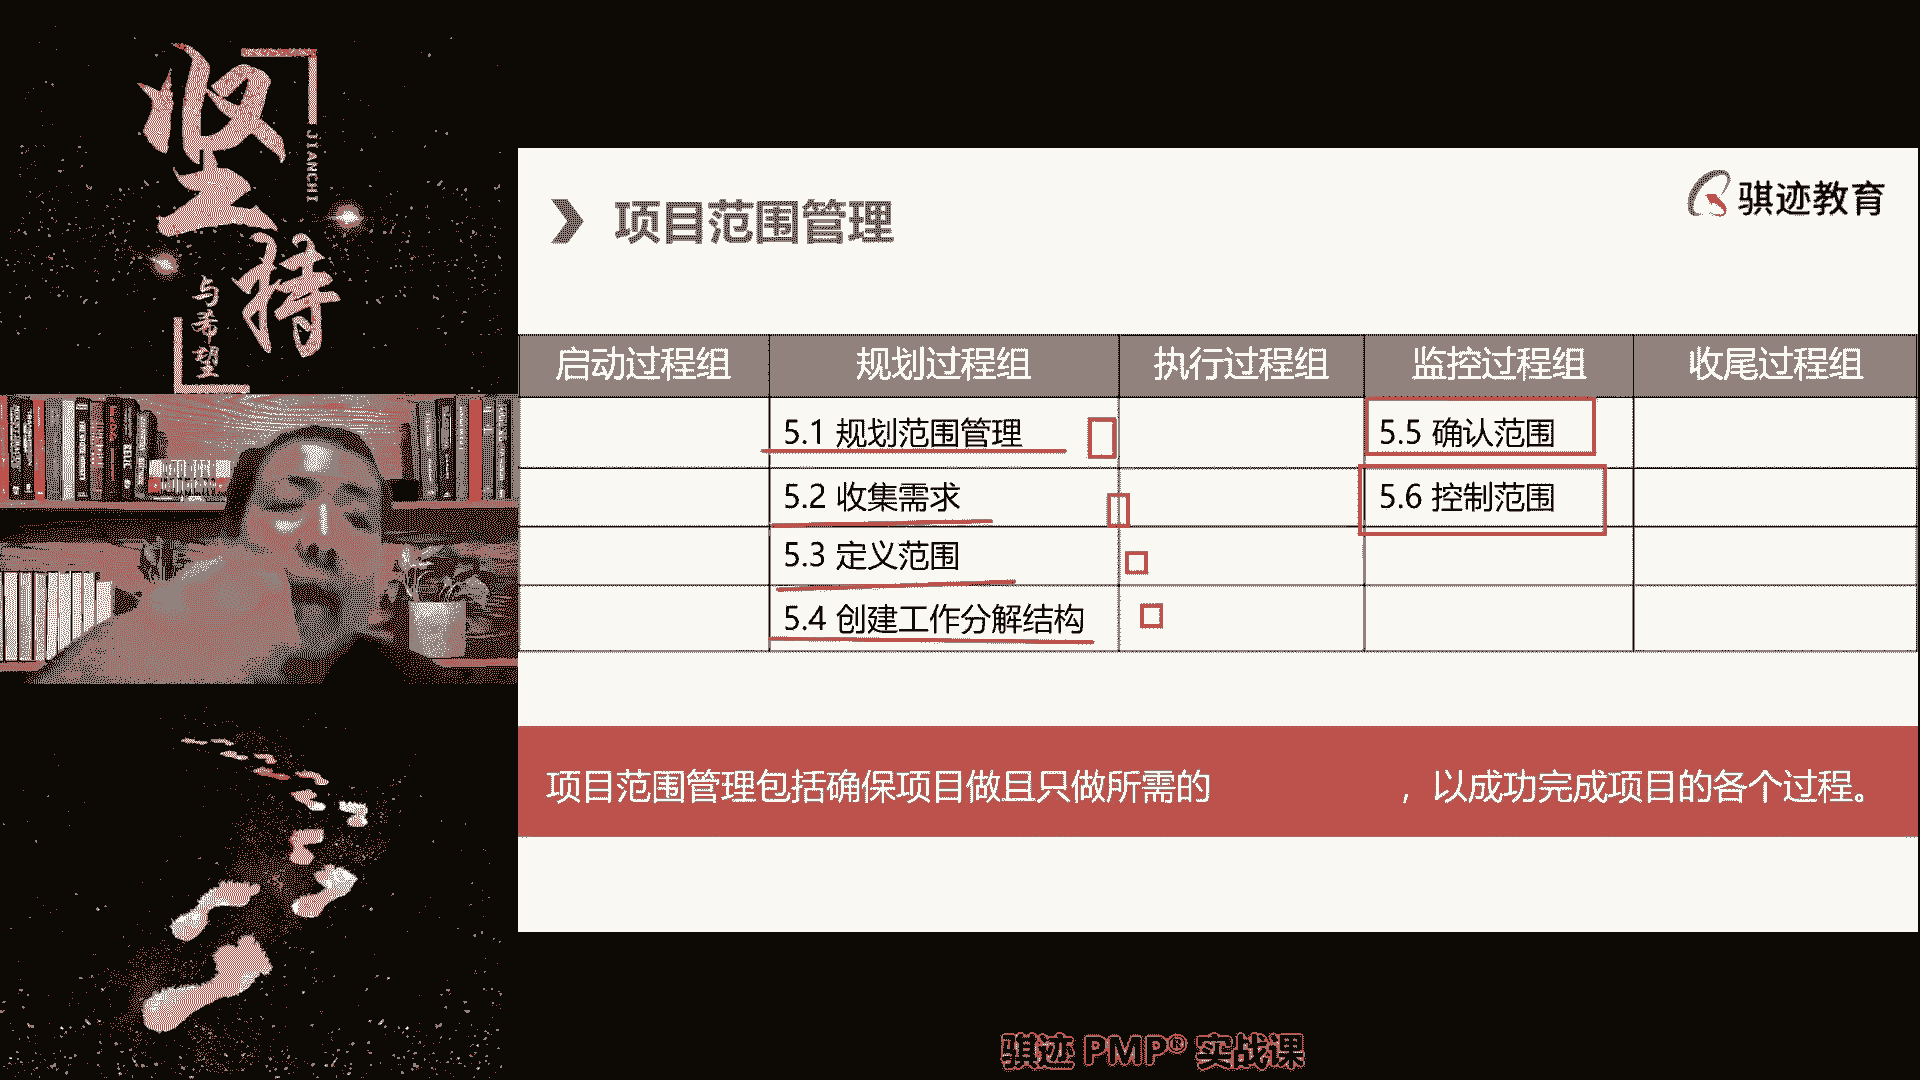 坚持
JIANCHI
与希望
项目范围管理
骐迹教育
启动过程组 规划过程组 执行过程组 监控过程组 收尾过程组
5.1 规划范围管理 5.5 确认范围
5.2 收集需求 5.6 控制范围
5.3 定义范围
5.4 创建工作分解结构
项目范围管理包括确保项目做且只做所需的 ，以成功完成项目的各个过程。
骐迹 PMP® 实战课